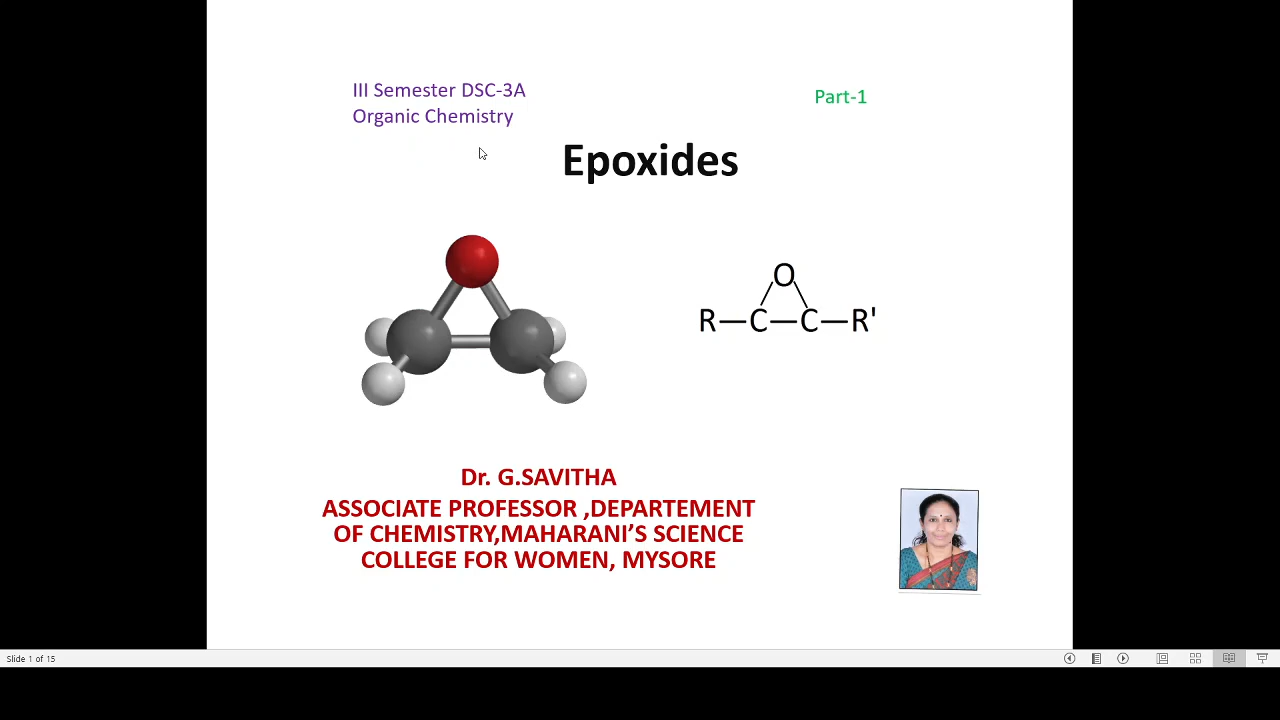 III Semester DSC-3A
Organic Chemistry
Part-1
Epoxides
O
R—C—C—R'
Dr. G.SAVITHA
ASSOCIATE PROFESSOR ,DEPARTEMENT
OF CHEMISTRY,MAHARANI’S SCIENCE
COLLEGE FOR WOMEN, MYSORE
Slide 1 of 15